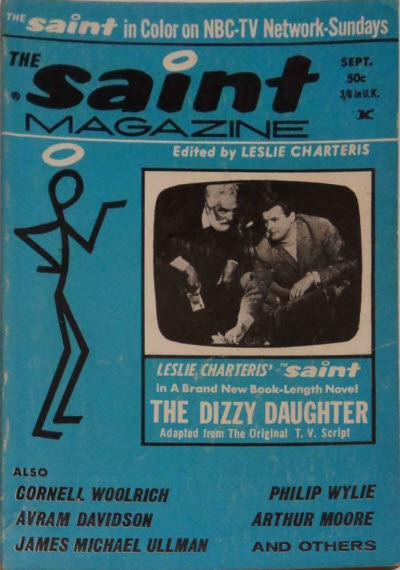 THE saint in Color on NBC-TV Network-Sundays
THE
saint
®
MAGAZINE
SEPT.
50c
3/6 in U.K.
K
Edited by LESLIE CHARTERIS
LESLIE CHARTERIS' THE saint
in A Brand New Book-Length Novel
THE DIZZY DAUGHTER
Adapted from The Original T. V. Script
ALSO
CORNELL WOOLRICH
AVRAM DAVIDSON
JAMES MICHAEL ULLMAN
PHILIP WYLIE
ARTHUR MOORE
AND OTHERS